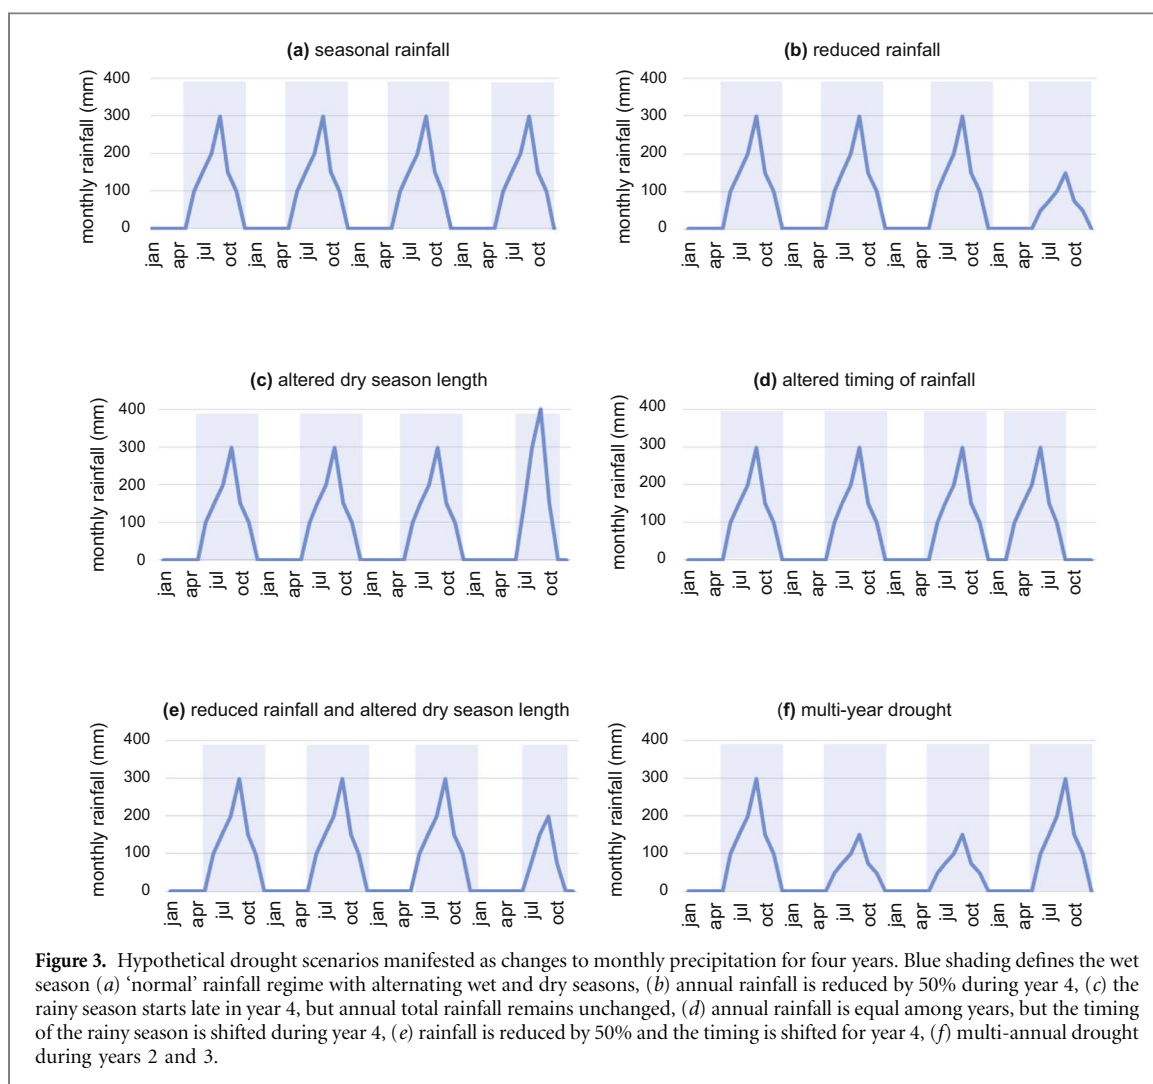 (a) seasonal rainfall
monthly rainfall (mm)
400
300
200
100
0
jan apr jul oct jan apr jul oct jan apr jul oct jan apr jul oct
(b) reduced rainfall
monthly rainfall (mm)
400
300
200
100
0
jan apr jul oct jan apr jul oct jan apr jul oct jan apr jul oct
(c) altered dry season length
monthly rainfall (mm)
400
300
200
100
0
jan apr jul oct jan apr jul oct jan apr jul oct jan apr jul oct
(d) altered timing of rainfall
monthly rainfall (mm)
400
300
200
100
0
jan apr jul oct jan apr jul oct jan apr jul oct jan apr jul oct
(e) reduced rainfall and altered dry season length
monthly rainfall (mm)
400
300
200
100
0
jan apr jul oct jan apr jul oct jan apr jul oct jan apr jul oct
(f) multi-year drought
monthly rainfall (mm)
400
300
200
100
0
jan apr jul oct jan apr jul oct jan apr jul oct jan apr jul oct
Figure 3. Hypothetical drought scenarios manifested as changes to monthly precipitation for four years. Blue shading defines the wet
season (a) ‘normal’ rainfall regime with alternating wet and dry seasons, (b) annual rainfall is reduced by 50% during year 4, (c) the
rainy season starts late in year 4, but annual total rainfall remains unchanged, (d) annual rainfall is equal among years, but the timing
of the rainy season is shifted during year 4, (e) rainfall is reduced by 50% and the timing is shifted for year 4, (f) multi-annual drought
during years 2 and 3.